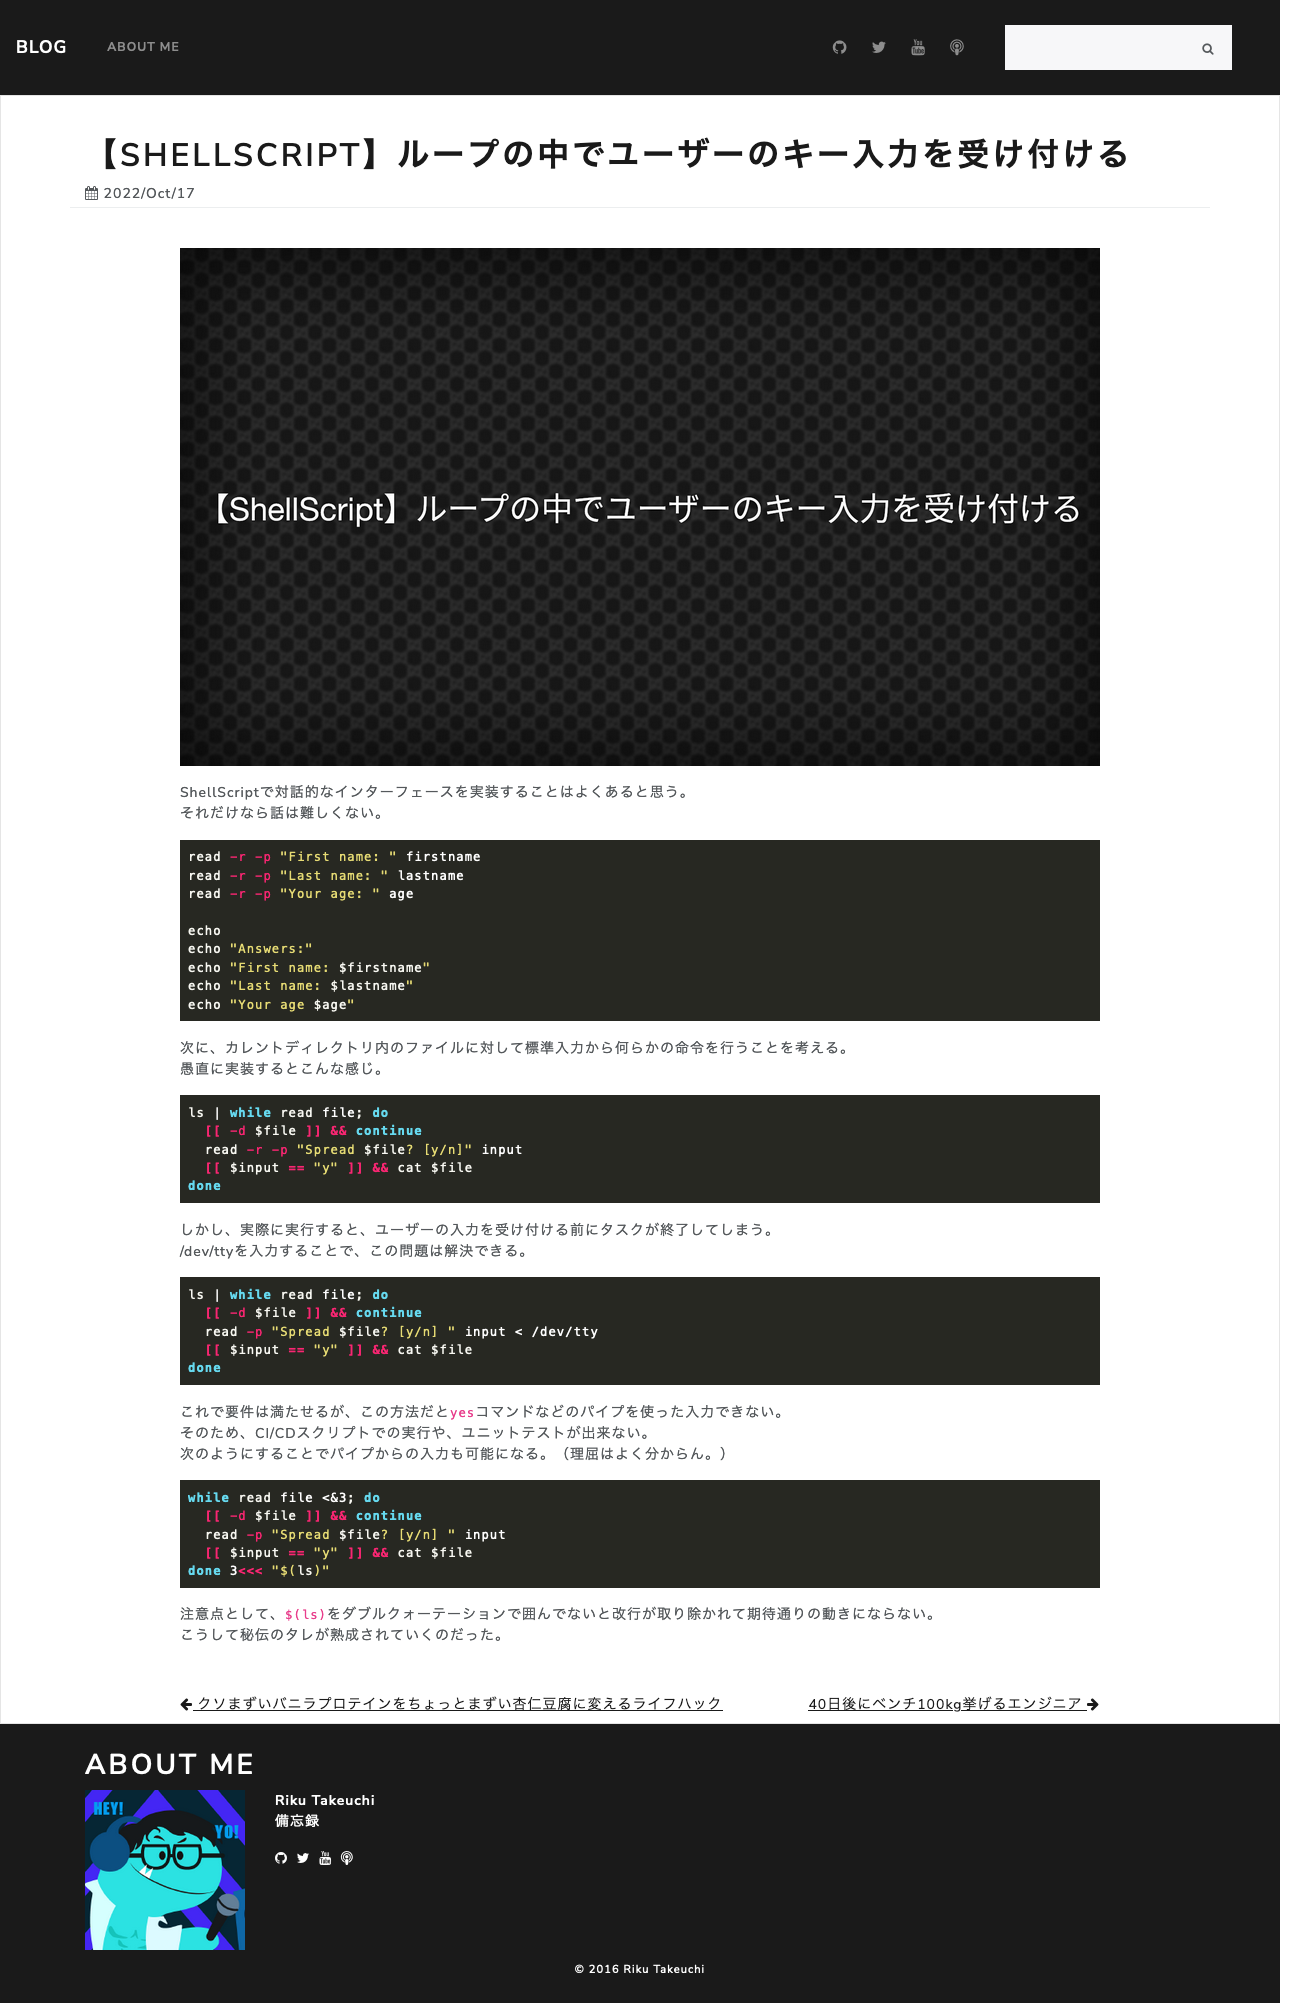 BLOG ABOUT ME
【SHELLSCRIPT】ループの中でユーザーのキー入力を受け付ける
2022/Oct/17
【ShellScript】ループの中でユーザーのキー入力を受け付ける
ShellScriptで対話的なインターフェースを実装することはよくあると思う。
それだけなら話は難しくない。
read -r -p "First name: " firstname
read -r -p "Last name: " lastname
read -r -p "Your age: " age
echo
echo "Answers:"
echo "First name: $firstname"
echo "Last name: $lastname"
echo "Your age $age"
次に、カレントディレクトリ内のファイルに対して標準入力から何らかの命令を行うことを考える。
愚直に実装するとこんな感じ。
ls | while read file; do
  [[ -d $file ]] && continue
  read -r -p "Spread $file? [y/n]" input
  [[ $input == "y" ]] && cat $file
done
しかし、実際に実行すると、ユーザーの入力を受け付ける前にタスクが終了してしまう。
/dev/ttyを入力することで、この問題は解決できる。
ls | while read file; do
  [[ -d $file ]] && continue
  read -p "Spread $file? [y/n] " input < /dev/tty
  [[ $input == "y" ]] && cat $file
done
これで要件は満たせるが、この方法だとyesコマンドなどのパイプを使った入力できない。
そのため、CI/CDスクリプトでの実行や、ユニットテストが出来ない。
次のようにすることでパイプからの入力も可能になる。（理屈はよく分からん。）
while read file <&3; do
  [[ -d $file ]] && continue
  read -p "Spread $file? [y/n] " input
  [[ $input == "y" ]] && cat $file
done 3<<< "$(ls)"
注意点として、$(ls)をダブルクォーテーションで囲んでないと改行が取り除かれて期待通りの動きにならない。
こうして秘伝のタレが熟成されていくのだった。
クソまずいバニラプロテインをちょっとまずい杏仁豆腐に変えるライフハック 40日後にベンチ100kg挙げるエンジニア
ABOUT ME
HEY!
YO!
Riku Takeuchi
備忘録
© 2016 Riku Takeuchi